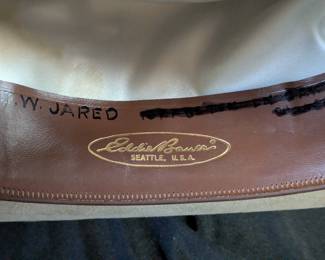 W. JARED
Eddie Bauer®
SEATTLE, U.S.A.